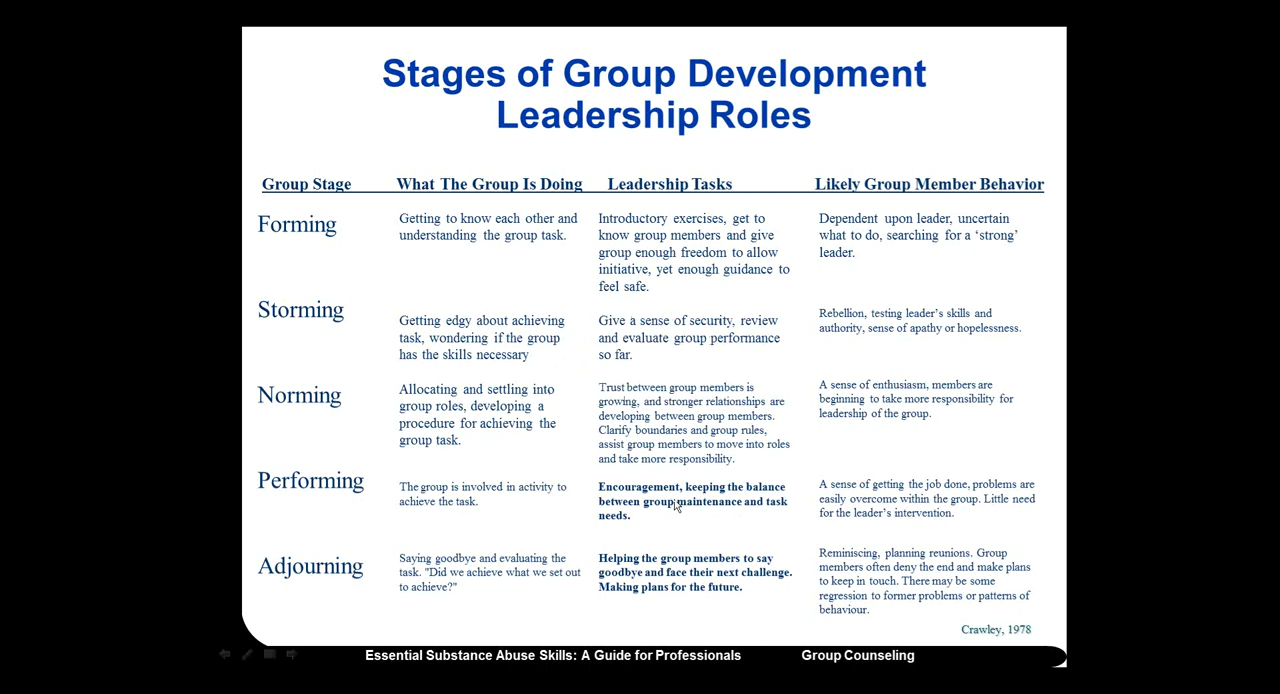 Stages of Group Development
Leadership Roles
Group Stage
What The Group Is Doing
Leadership Tasks
Likely Group Member Behavior
Forming
Getting to know each other and
understanding the group task.
Introductory exercises, get to
know group members and give
group enough freedom to allow
initiative, yet enough guidance to
feel safe.
Dependent upon leader, uncertain
what to do, searching for a ‘strong’
leader.
Storming
Getting edgy about achieving
task, wondering if the group
has the skills necessary
Give a sense of security, review
and evaluate group performance
so far.
Rebellion, testing leader’s skills and
authority, sense of apathy or hopelessness.
Norming
Allocating and settling into
group roles, developing a
procedure for achieving the
group task.
Trust between group members is
growing, and stronger relationships are
developing between group members.
Clarify boundaries and group rules,
assist group members to move into roles
and take more responsibility.
A sense of enthusiasm, members are
beginning to take more responsibility for
leadership of the group.
Performing
The group is involved in activity to
achieve the task.
Encouragement, keeping the balance
between group maintenance and task
needs.
A sense of getting the job done, problems are
easily overcome within the group. Little need
for the leader’s intervention.
Adjourning
Saying goodbye and evaluating the
task. "Did we achieve what we set out
to achieve?"
Helping the group members to say
goodbye and face their next challenge.
Making plans for the future.
Reminiscing, planning reunions. Group
members often deny the end and make plans
to keep in touch. There may be some
regression to former problems or patterns of
behaviour.
Crawley, 1978
Essential Substance Abuse Skills: A Guide for Professionals
Group Counseling